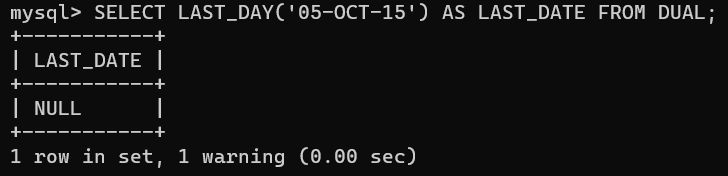 mysql> SELECT LAST_DAY('05-OCT-15') AS LAST_DATE FROM DUAL;
+-----------+
| LAST_DATE |
+-----------+
| NULL      |
+-----------+
1 row in set, 1 warning (0.00 sec)